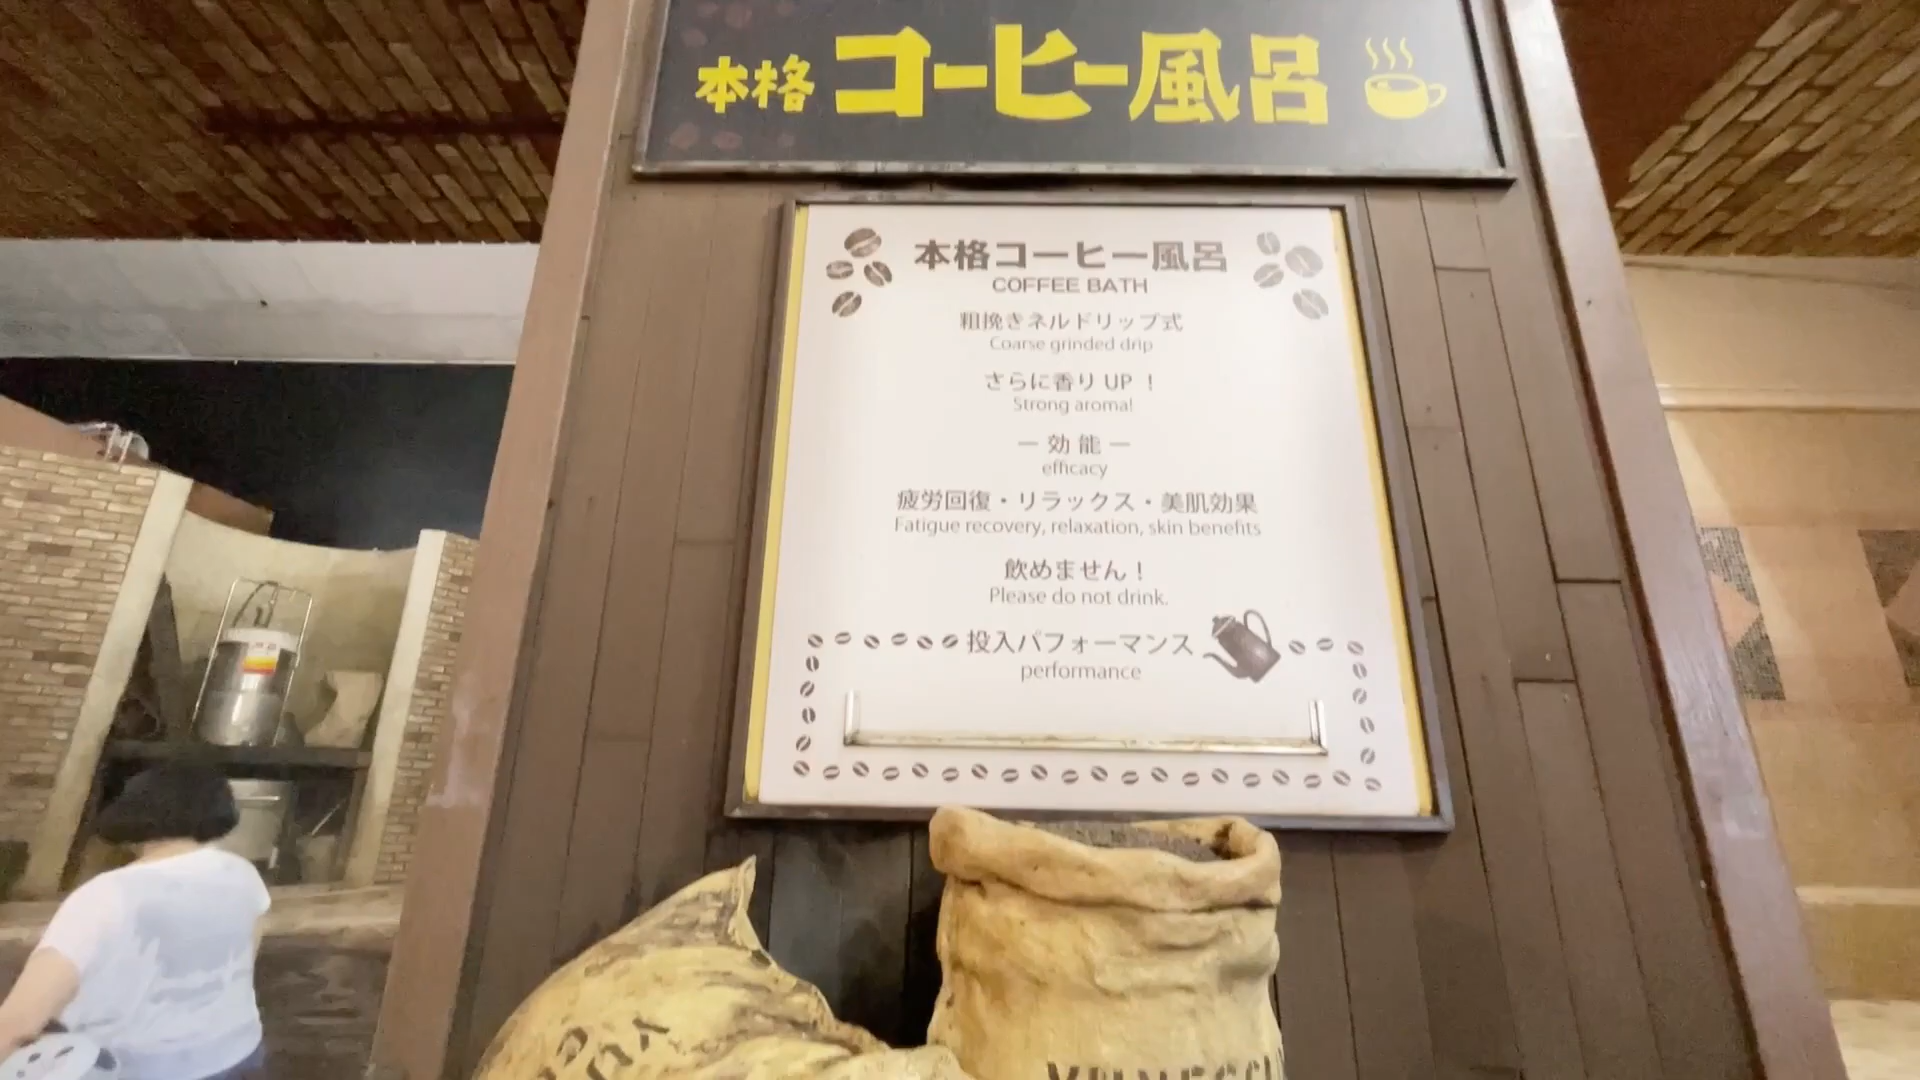 本格 コーヒー風呂
本格コーヒー風呂
COFFEE BATH
粗挽きネルドリップ式
Coarse grinded drip
さらに香り UP !
Strong aroma!
― 効 能 ―
efficacy
疲労回復・リラックス・美肌効果
Fatigue recovery, relaxation, skin benefits
飲めません!
Please do not drink.
投入パフォーマンス
performance